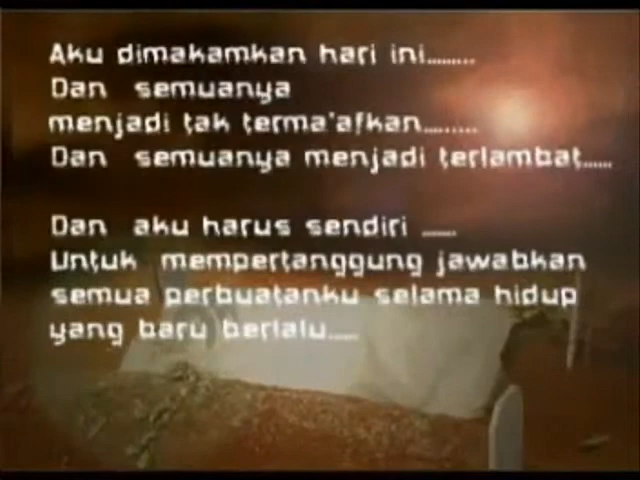 Aku dimakamkan hari ini........
Dan semuanya
menjadi tak terma'afkan.........
Dan semuanya menjadi terlambat......
Dan aku harus sendiri ......
Untuk mempertanggung jawabkan
semua perbuatanku selama hidup
yang baru berlalu.....